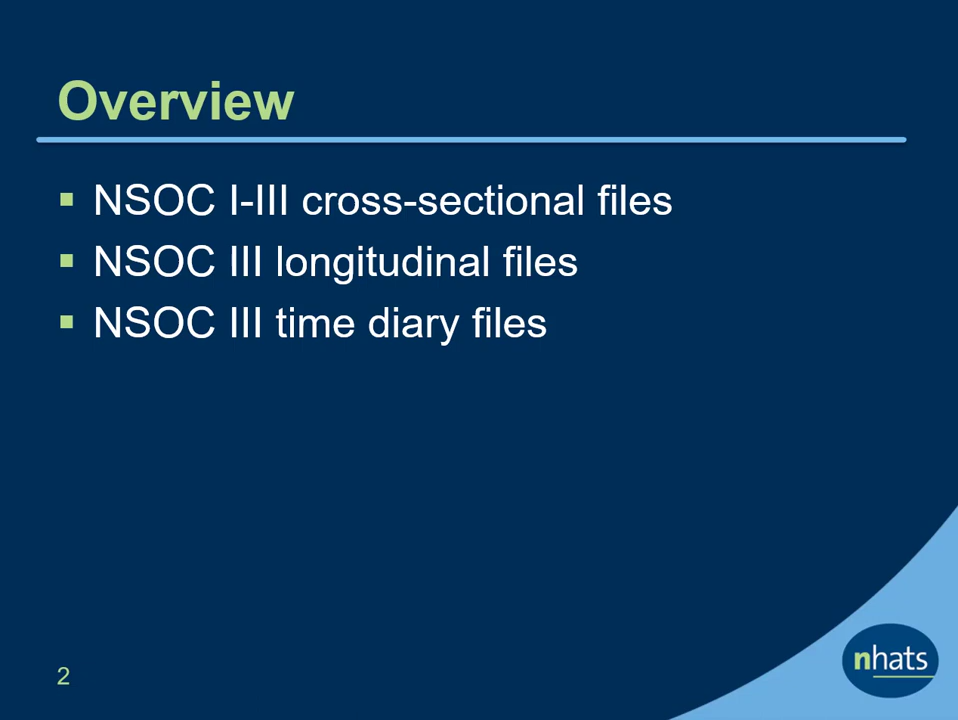 Overview
▪ NSOC I-III cross-sectional files
▪ NSOC III longitudinal files
▪ NSOC III time diary files
2
nhats